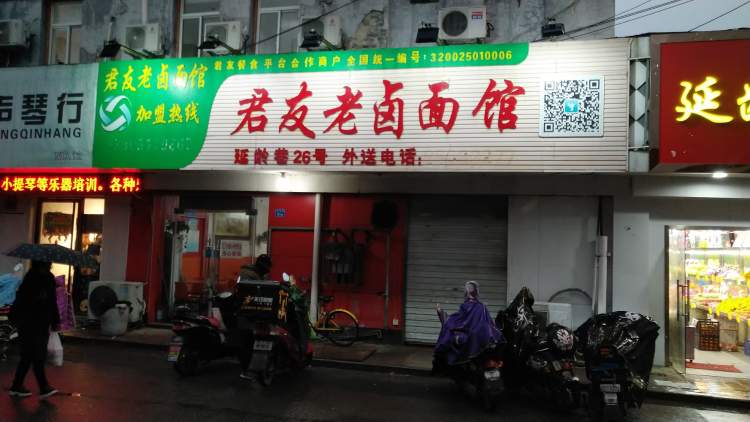 君友餐食平台合作商户 全国统一编号：320025010006
君友老卤面馆
加盟热线
君友老卤面馆
延龄巷26号 外送电话：
声琴行
NGQINHANG
小提琴等乐器培训。各种
延龄